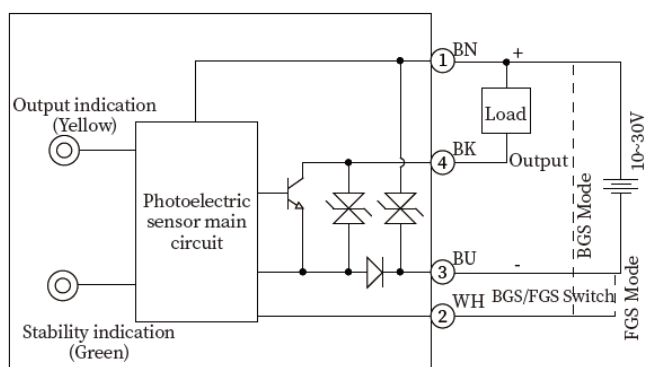 1 BN +
Output indication
(Yellow)
Load
10~30V
4 BK
Output
Photoelectric
sensor main
circuit
BGS Mode
3 BU -
2 WH BGS/FGS Switch
FGS Mode
Stability indication
(Green)